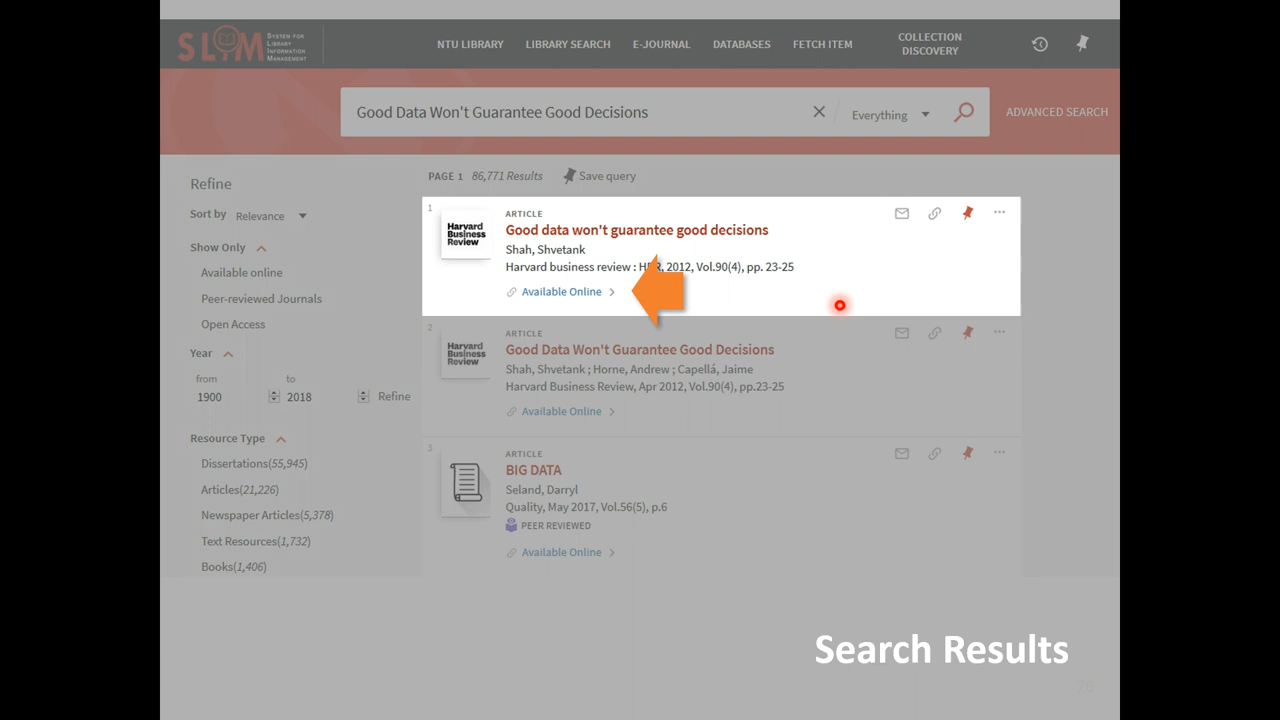 SLIM
SYSTEM FOR
LIBRARY
INFORMATION
MANAGEMENT
NTU LIBRARY
LIBRARY SEARCH
E-JOURNAL
DATABASES
FETCH ITEM
COLLECTION
DISCOVERY
Good Data Won't Guarantee Good Decisions
Everything
ADVANCED SEARCH
Refine
Sort by Relevance
Show Only
Available online
Peer-reviewed Journals
Open Access
Year
from to
1900 2018 Refine
Resource Type
Dissertations(55,945)
Articles(21,226)
Newspaper Articles(5,378)
Text Resources(1,732)
Books(1,406)
PAGE 1 86,771 Results Save query
1
Harvard
Business
Review
ARTICLE
Good data won't guarantee good decisions
Shah, Shvetank
Harvard business review : HBR, 2012, Vol.90(4), pp. 23-25
Available Online
2
Harvard
Business
Review
ARTICLE
Good Data Won't Guarantee Good Decisions
Shah, Shvetank ; Horne, Andrew ; Capellá, Jaime
Harvard Business Review, Apr 2012, Vol.90(4), pp.23-25
Available Online
3
ARTICLE
BIG DATA
Seland, Darryl
Quality, May 2017, Vol.56(5), p.6
PEER REVIEWED
Available Online
Search Results
76